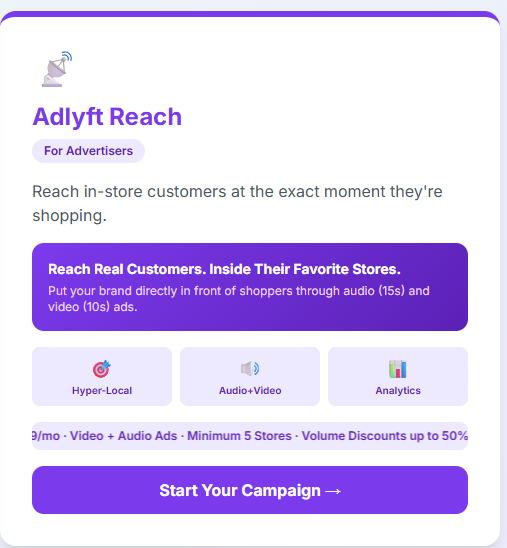 Adlyft Reach
For Advertisers
Reach in-store customers at the exact moment they're
shopping.
Reach Real Customers. Inside Their Favorite Stores.
Put your brand directly in front of shoppers through audio (15s) and
video (10s) ads.
Hyper-Local
Audio+Video
Analytics
9/mo · Video + Audio Ads · Minimum 5 Stores · Volume Discounts up to 50%
Start Your Campaign →